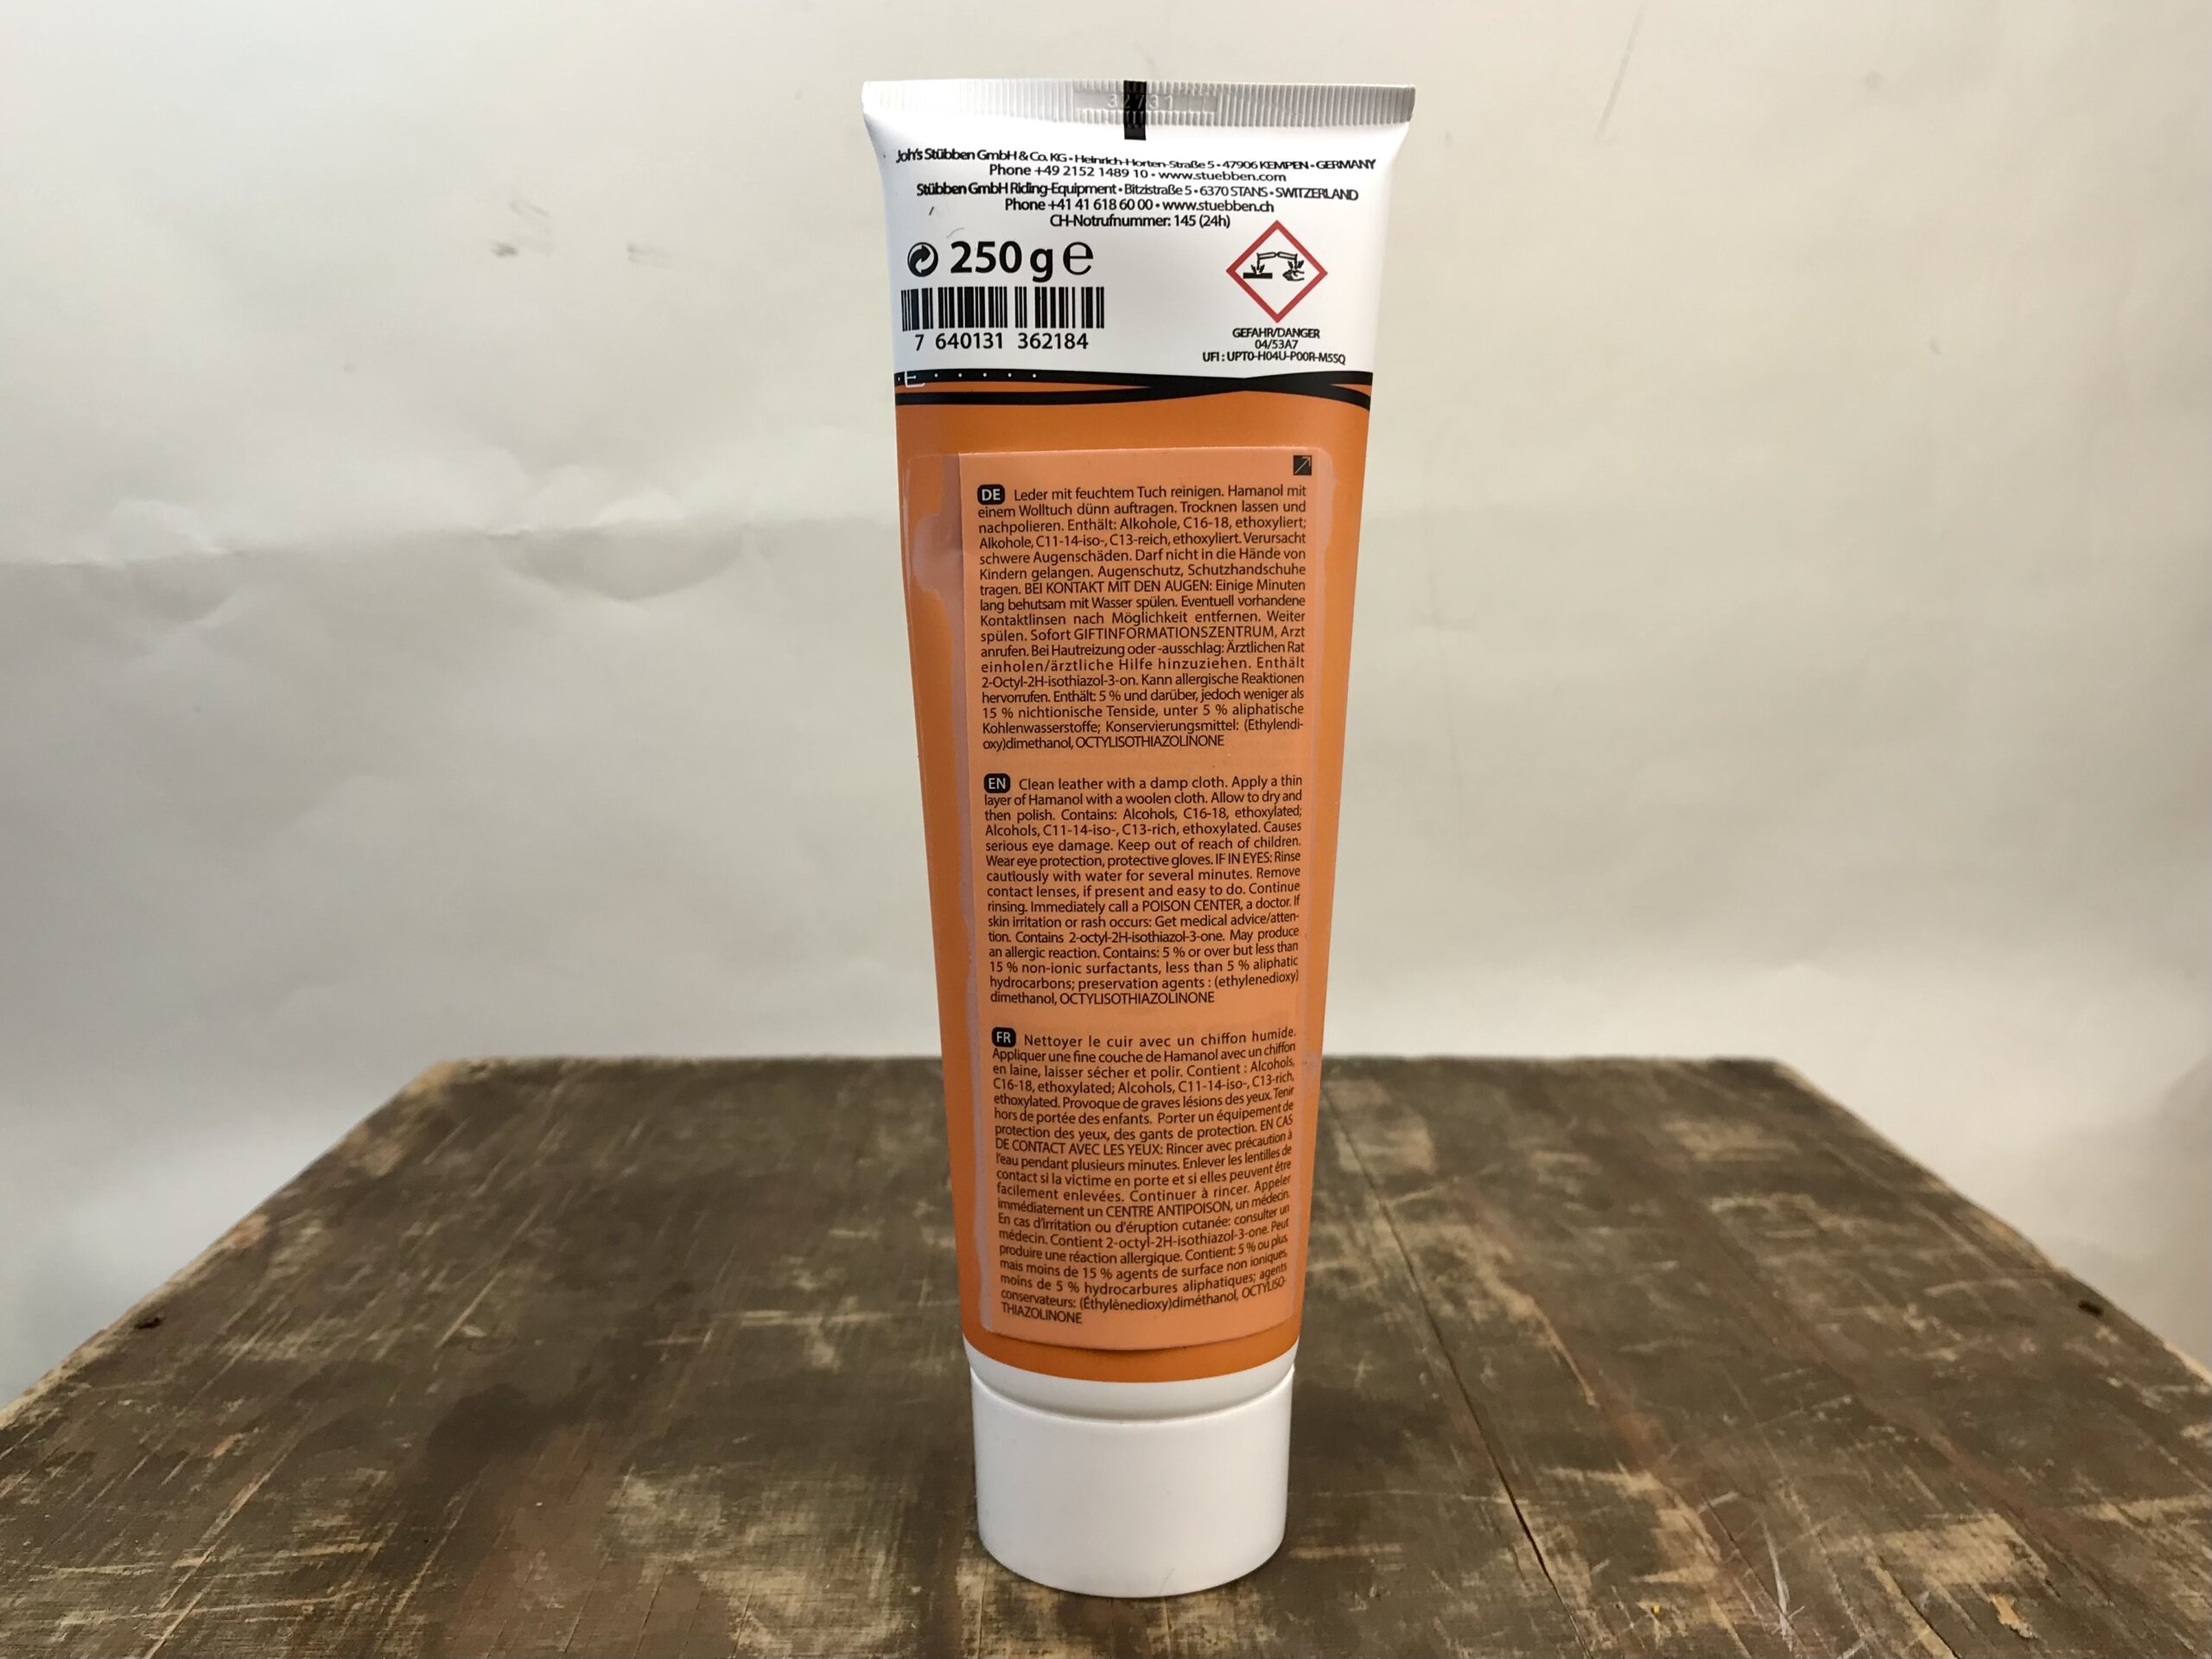 32731
Joh's Stübben GmbH & Co. KG • Heinrich-Horten-Straße 5 • 47906 KEMPEN • GERMANY
Phone +49 2152 1489 10 • www.stuebben.com
Stübben GmbH Riding-Equipment • Bitzistraße 5 • 6370 STANS • SWITZERLAND
Phone +41 41 618 60 00 • www.stuebben.ch
CH-Notrufnummer: 145 (24h)
250 g e
7 640131 362184
GEFAHR/DANGER
04/53A7
UFI : UPT0-H04U-P00R-M5SQ
DE Leder mit feuchtem Tuch reinigen. Hamanol mit
einem Wolltuch dünn auftragen. Trocknen lassen und
nachpolieren. Enthält: Alkohole, C16-18, ethoxyliert;
Alkohole, C11-14-iso-, C13-reich, ethoxyliert. Verursacht
schwere Augenschäden. Darf nicht in die Hände von
Kindern gelangen. Augenschutz, Schutzhandschuhe
tragen. BEI KONTAKT MIT DEN AUGEN: Einige Minuten
lang behutsam mit Wasser spülen. Eventuell vorhandene
Kontaktlinsen nach Möglichkeit entfernen. Weiter
spülen. Sofort GIFTINFORMATIONSZENTRUM, Arzt
anrufen. Bei Hautreizung oder -ausschlag: Ärztlichen Rat
einholen/ärztliche Hilfe hinzuziehen. Enthält
2-Octyl-2H-isothiazol-3-on. Kann allergische Reaktionen
hervorrufen. Enthält: 5 % und darüber, jedoch weniger als
15 % nichtionische Tenside, unter 5 % aliphatische
Kohlenwasserstoffe; Konservierungsmittel: (Ethylendi-
oxy)dimethanol, OCTYLISOTHIAZOLINONE
EN Clean leather with a damp cloth. Apply a thin
layer of Hamanol with a woolen cloth. Allow to dry and
then polish. Contains: Alcohols, C16-18, ethoxylated;
Alcohols, C11-14-iso-, C13-rich, ethoxylated. Causes
serious eye damage. Keep out of reach of children.
Wear eye protection, protective gloves. IF IN EYES: Rinse
cautiously with water for several minutes. Remove
contact lenses, if present and easy to do. Continue
rinsing. Immediately call a POISON CENTER, a doctor. If
skin irritation or rash occurs: Get medical advice/atten-
tion. Contains 2-octyl-2H-isothiazol-3-one. May produce
an allergic reaction. Contains: 5 % or over but less than
15 % non-ionic surfactants, less than 5 % aliphatic
hydrocarbons; preservation agents : (ethylenedioxy)
dimethanol, OCTYLISOTHIAZOLINONE
FR Nettoyer le cuir avec un chiffon humide.
Appliquer une fine couche de Hamanol avec un chiffon
en laine, laisser sécher et polir. Contient : Alcohols,
C16-18, ethoxylated; Alcohols, C11-14-iso-, C13-rich,
ethoxylated. Provoque de graves lésions des yeux. Tenir
hors de portée des enfants. Porter un équipement de
protection des yeux, des gants de protection. EN CAS
DE CONTACT AVEC LES YEUX: Rincer avec précaution à
l'eau pendant plusieurs minutes. Enlever les lentilles de
contact si la victime en porte et si elles peuvent être
facilement enlevées. Continuer à rincer. Appeler
immédiatement un CENTRE ANTIPOISON, un médecin.
En cas d'irritation ou d'éruption cutanée: consulter un
médecin. Contient 2-octyl-2H-isothiazol-3-one. Peut
produire une réaction allergique. Contient: 5 % ou plus,
mais moins de 15 % agents de surface non ioniques,
moins de 5 % hydrocarbures aliphatiques; agents
conservateurs: (Éthylènedioxy)diméthanol, OCTYLISO-
THIAZOLINONE